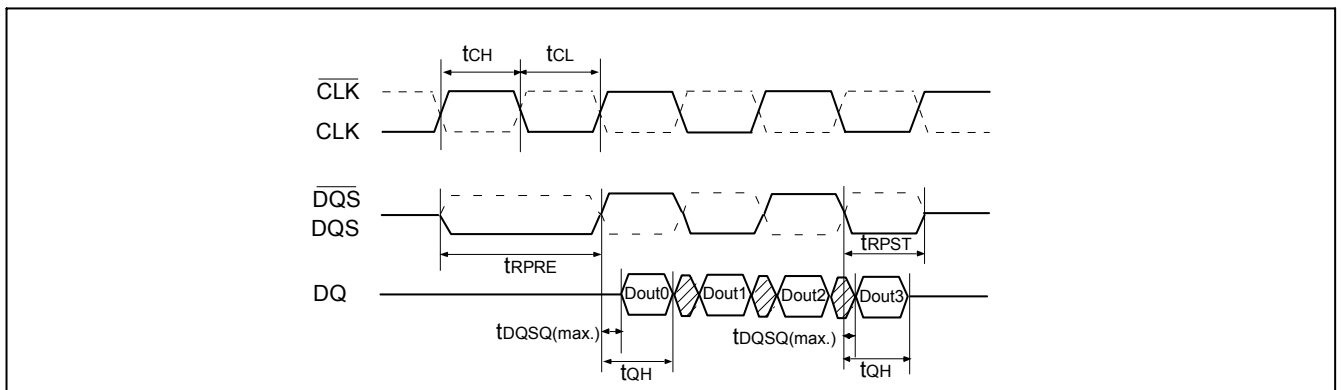 tCH tCL
CLK
CLK
DQS
DQS
tRPST
tRPRE
DQ Dout0 Dout1 Dout2 Dout3
tDQSQ(max.) tDQSQ(max.)
tQH tQH